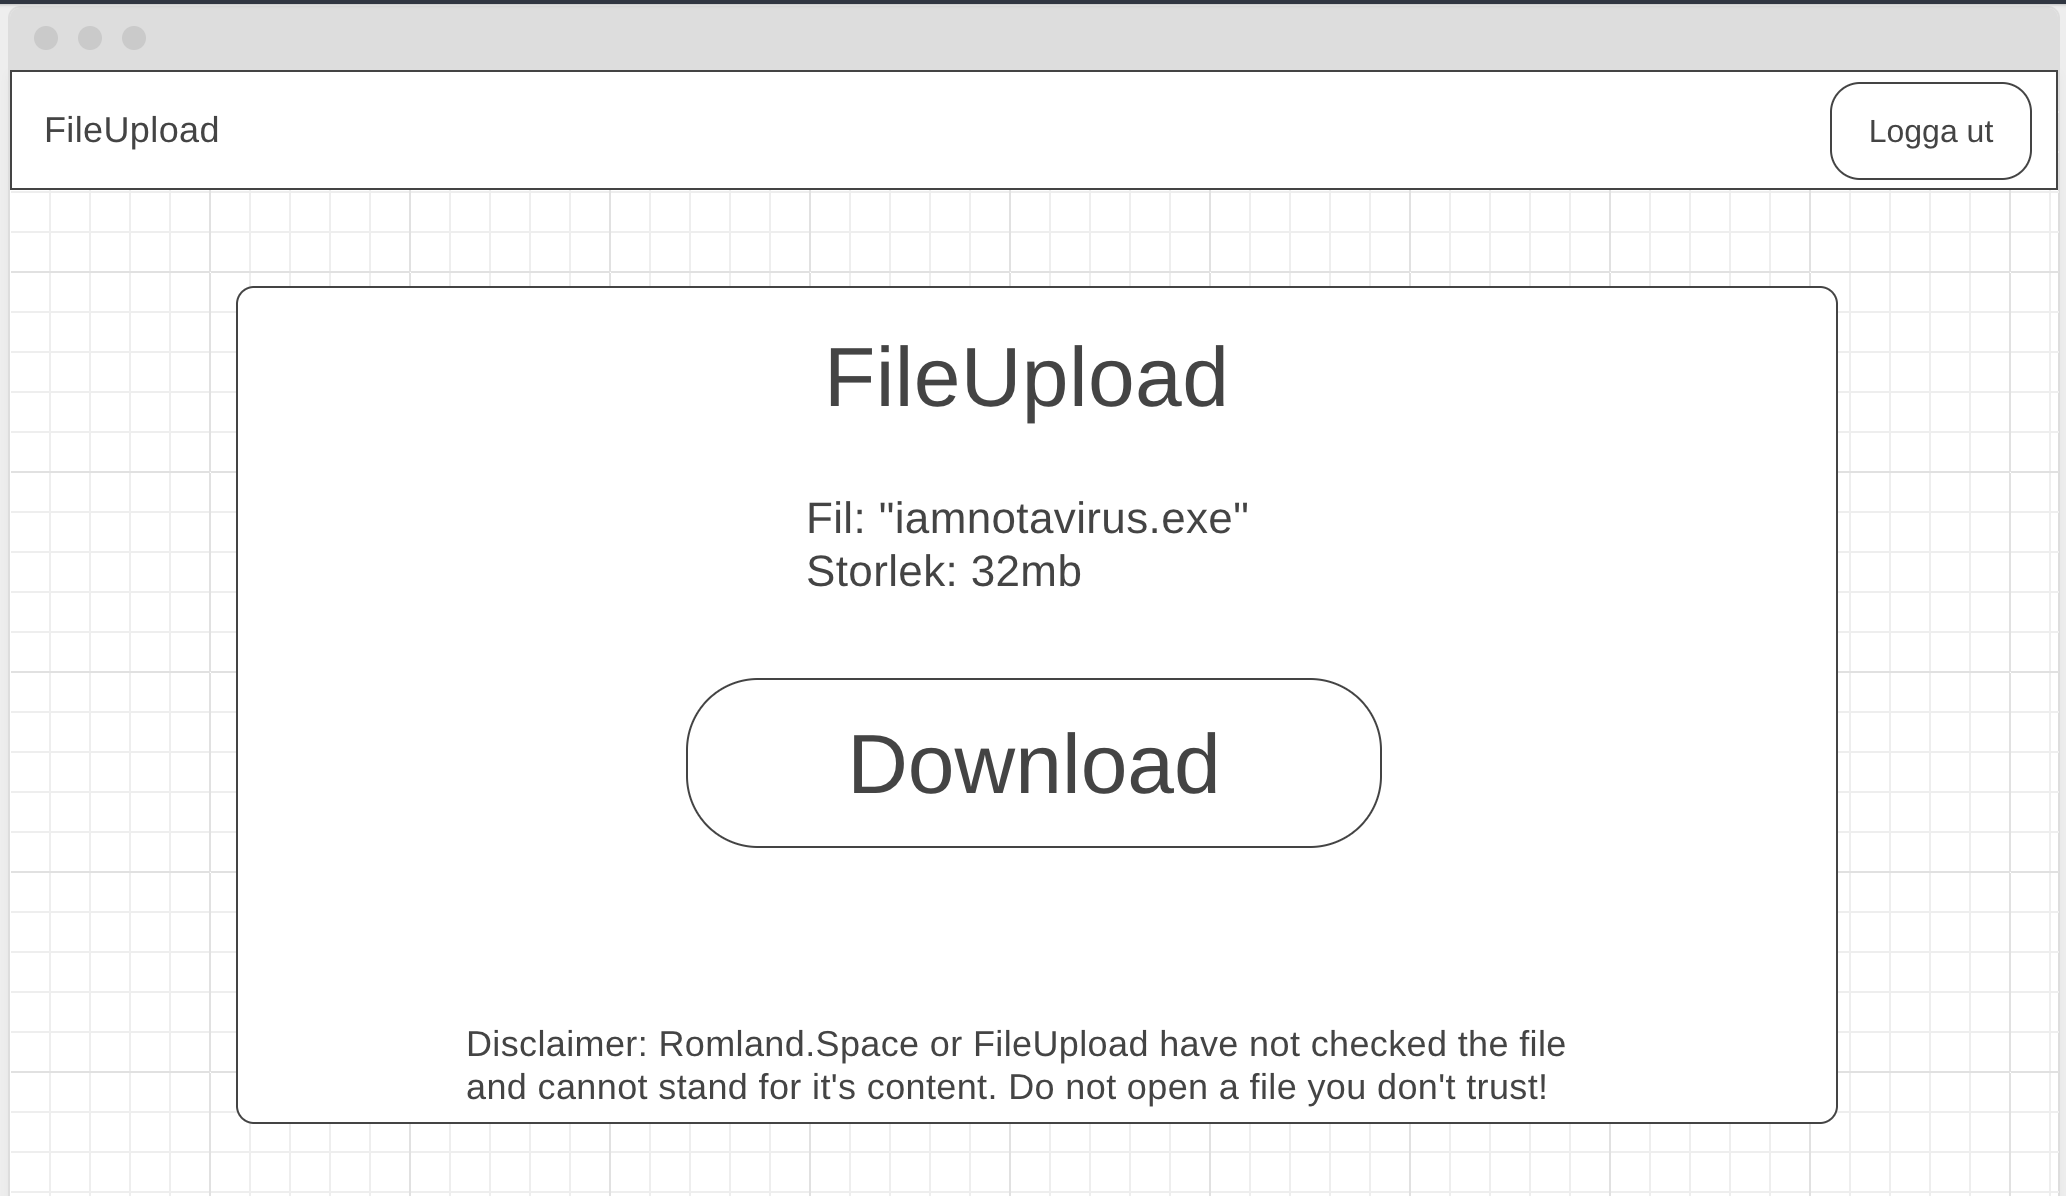 FileUpload
Logga ut
FileUpload
Fil: "iamnotavirus.exe"
Storlek: 32mb
Download
Disclaimer: Romland.Space or FileUpload have not checked the file
and cannot stand for it's content. Do not open a file you don't trust!